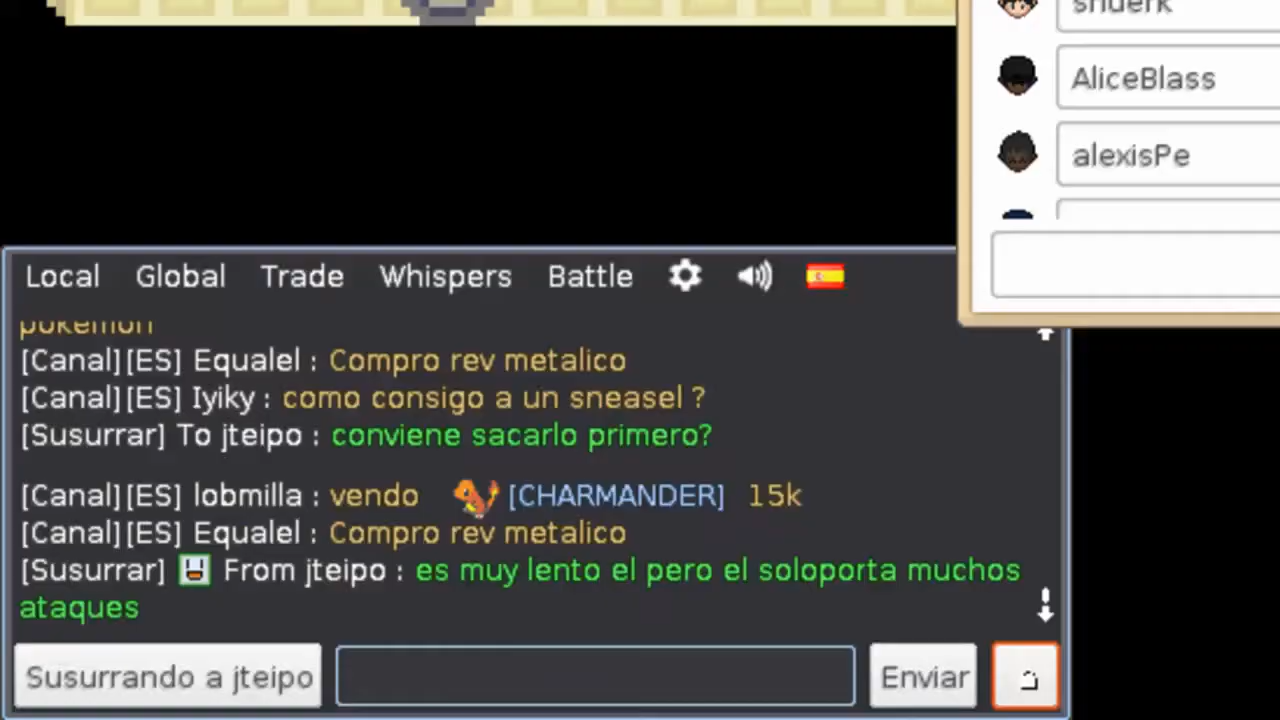 shderk
AliceBlass
alexisPe
Local Global Trade Whispers Battle
pokemon
[Canal][ES] Equalel : Compro rev metalico
[Canal][ES] Iyiky : como consigo a un sneasel ?
[Susurrar] To jteipo : conviene sacarlo primero?
[Canal][ES] lobmilla : vendo [CHARMANDER] 15k
[Canal][ES] Equalel : Compro rev metalico
[Susurrar] From jteipo : es muy lento el pero el soloporta muchos
ataques
Susurrando a jteipo Enviar